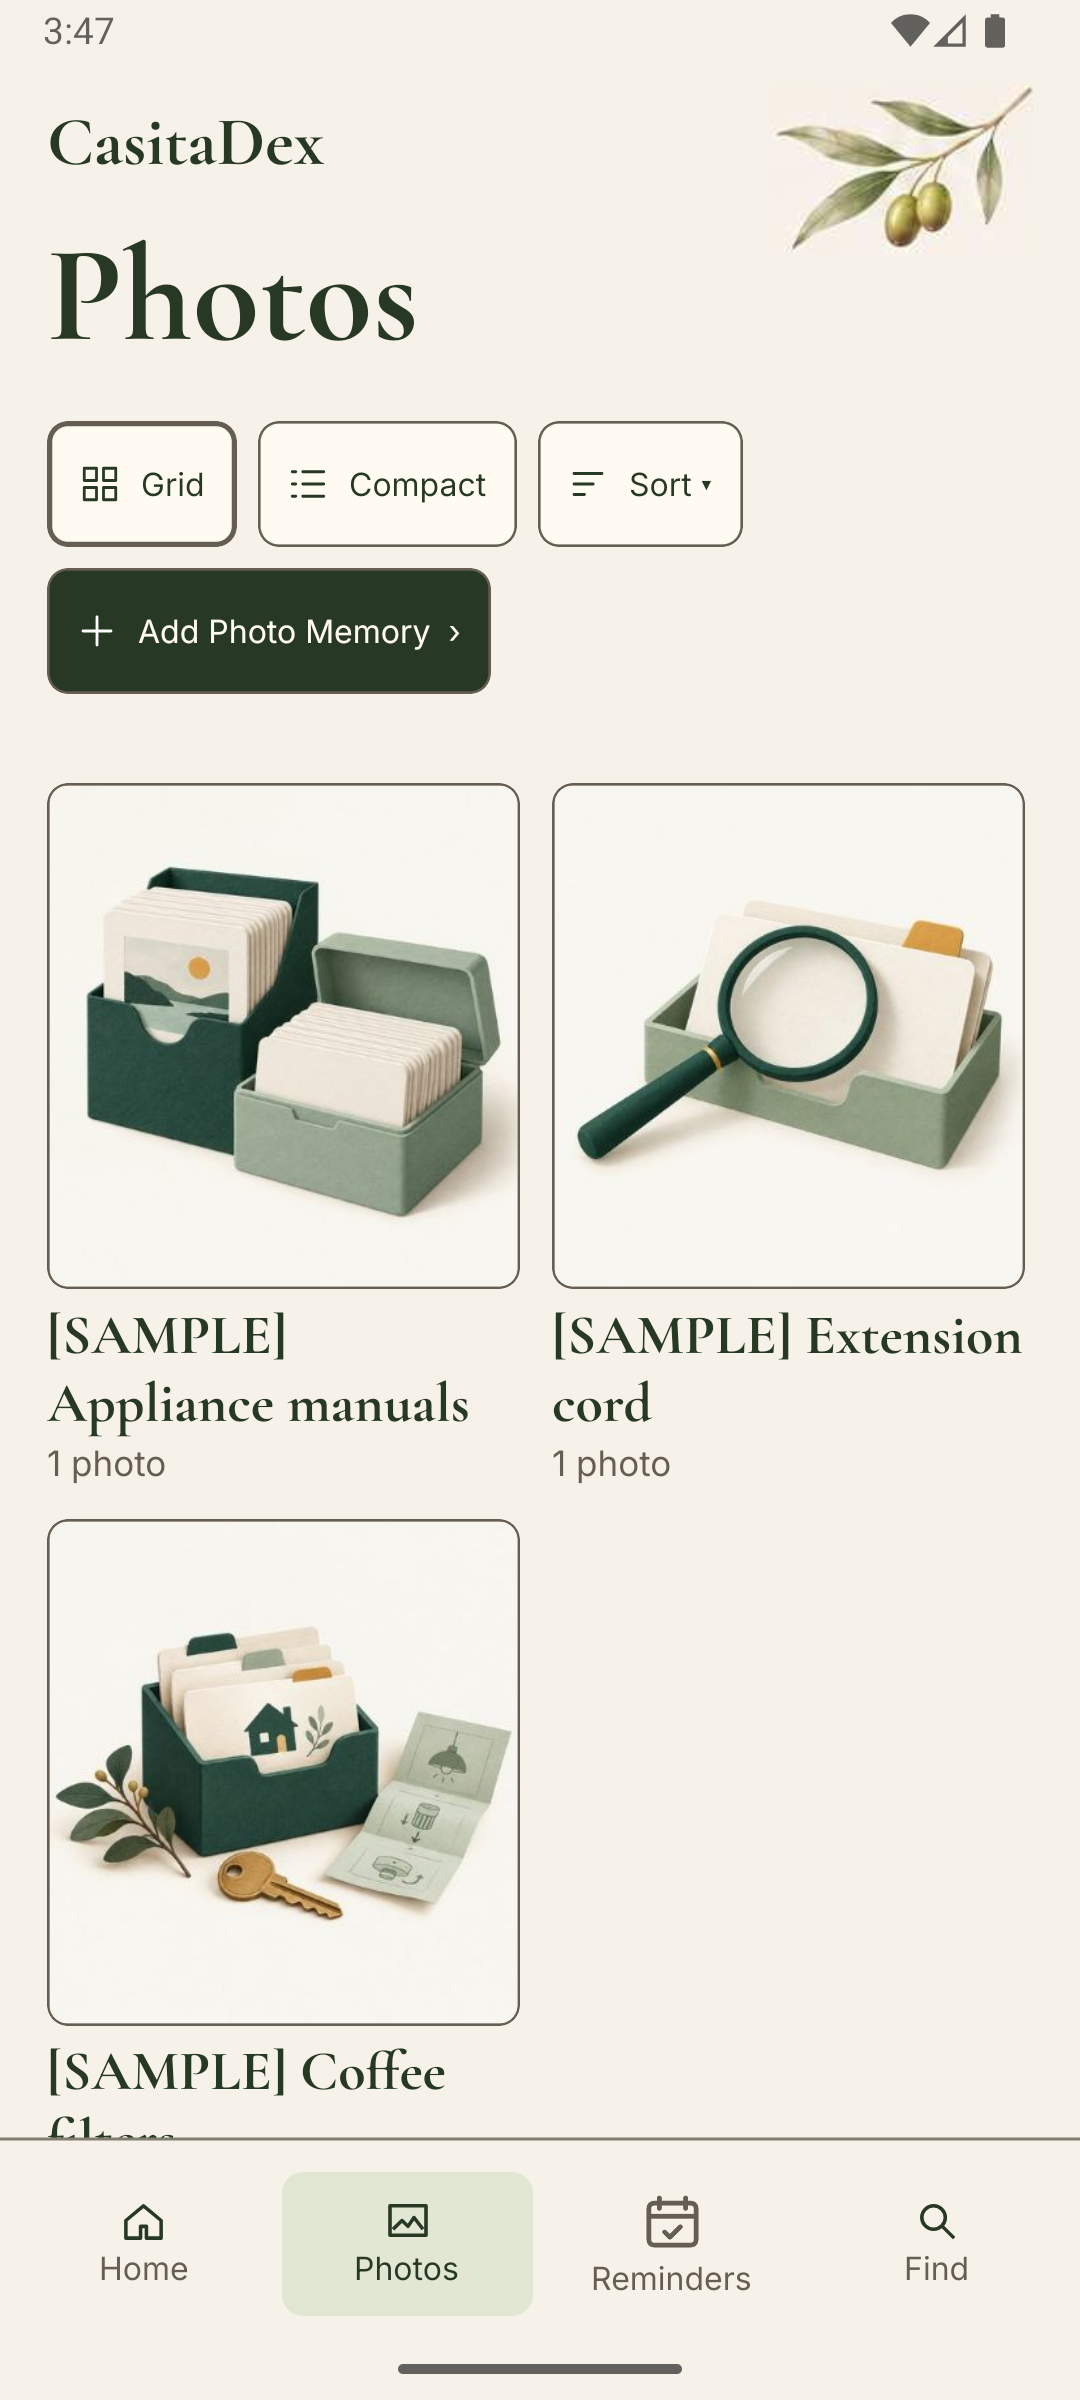 3:47
CasitaDex
Photos
Grid
Compact
Sort ▾
Add Photo Memory ›
[SAMPLE]
Appliance manuals
1 photo
[SAMPLE] Extension
cord
1 photo
[SAMPLE] Coffee
filters
Home
Photos
Reminders
Find